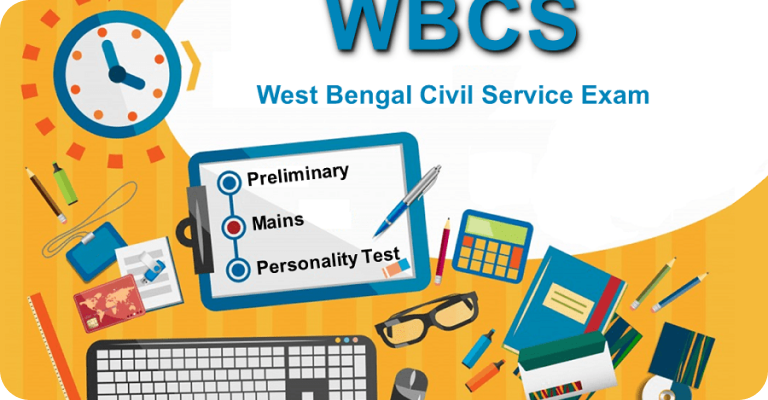 WBCS
West Bengal Civil Service Exam
Preliminary
Mains
Personality Test